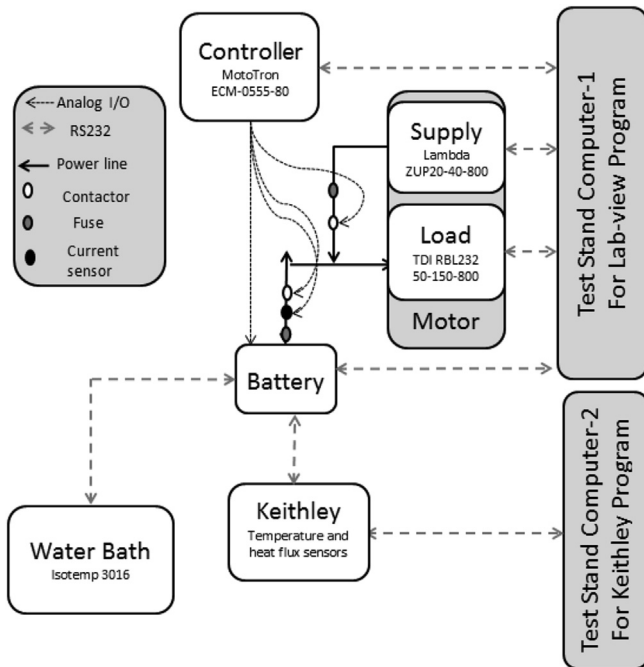 Controller
MotoTron
ECM-0555-80
Analog I/O
RS232
Power line
Contactor
Fuse
Current
sensor
Supply
Lambda
ZUP20-40-800
Load
TDI RBL232
50-150-800
Motor
Test Stand Computer-1
For Lab-view Program
Battery
Water Bath
Isotemp 3016
Keithley
Temperature and
heat flux sensors
Test Stand Computer-2
For Keithley Program